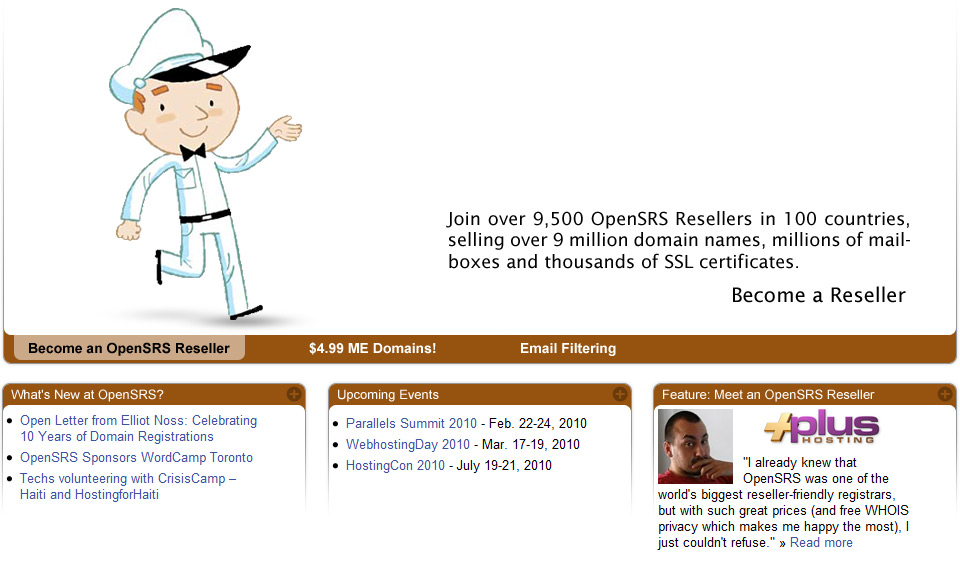 Join over 9,500 OpenSRS Resellers in 100 countries,
selling over 9 million domain names, millions of mail-
boxes and thousands of SSL certificates.
Become a Reseller
Become an OpenSRS Reseller
$4.99 ME Domains!
Email Filtering
What's New at OpenSRS?
Open Letter from Elliot Noss: Celebrating
10 Years of Domain Registrations
OpenSRS Sponsors WordCamp Toronto
Techs volunteering with CrisisCamp –
Haiti and HostingforHaiti
Upcoming Events
Parallels Summit 2010 - Feb. 22-24, 2010
WebhostingDay 2010 - Mar. 17-19, 2010
HostingCon 2010 - July 19-21, 2010
Feature: Meet an OpenSRS Reseller
+plus
HOSTING
"I already knew that
OpenSRS was one of the
world's biggest reseller-friendly registrars,
but with such great prices (and free WHOIS
privacy which makes me happy the most), I
just couldn't refuse." » Read more